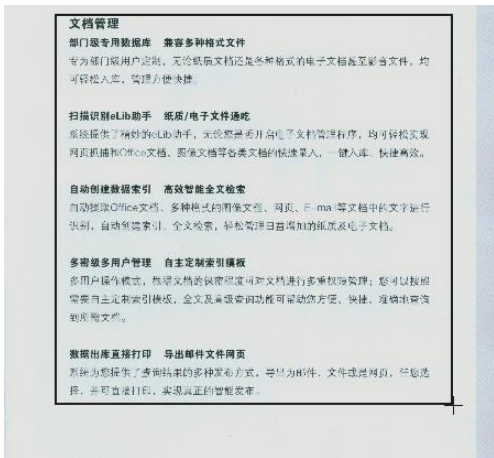 文档管理
部门级专用数据库 兼容多种格式文件
专为部门级用户定制，无论纸质文档还是各种格式的电子文档甚至影音文件，均
可轻松入库，管理方便快捷。
扫描识别eLib助手 纸质/电子文件通吃
系统提供了精妙的eLib助手，无论您是否开启电子文档管理程序，均可轻松实现
网页抓捕和Office文档、图像文档等各类文档的快捷录入，一键入库、快捷高效。
自动创建数据索引 高效智能全文检索
自动提取Office文档、多种格式的图像文档、网页、E-mail等文档中的文字进行
识别，自动创建索引、全文检索，轻松管理日益增加的纸质及电子文档。
多密级多用户管理 自主定制索引模板
多用户操作模式，根据文档的保密程度可对文档进行多重权限管理；您可以按照
需要自主定制索引模板，全文及高级查询功能可帮助您方便、快捷、准确地查询
到所需文档。
数据出库直接打印 导出邮件文件网页
系统为您提供了查询结果的多种发布方式，导出为邮件、文件或是网页，任您选
择，并可直接打印，实现真正的智能发布。